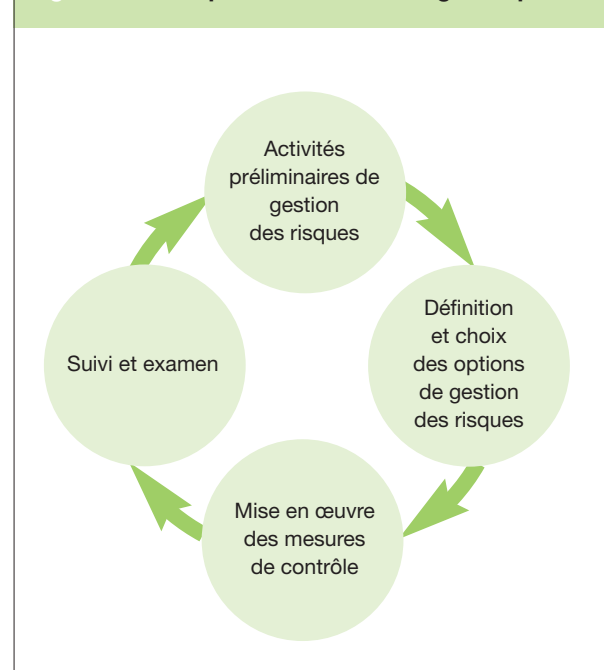 Activités
préliminaires de
gestion
des risques
Définition
et choix
des options
de gestion
des risques
Mise en œuvre
des mesures
de contrôle
Suivi et examen